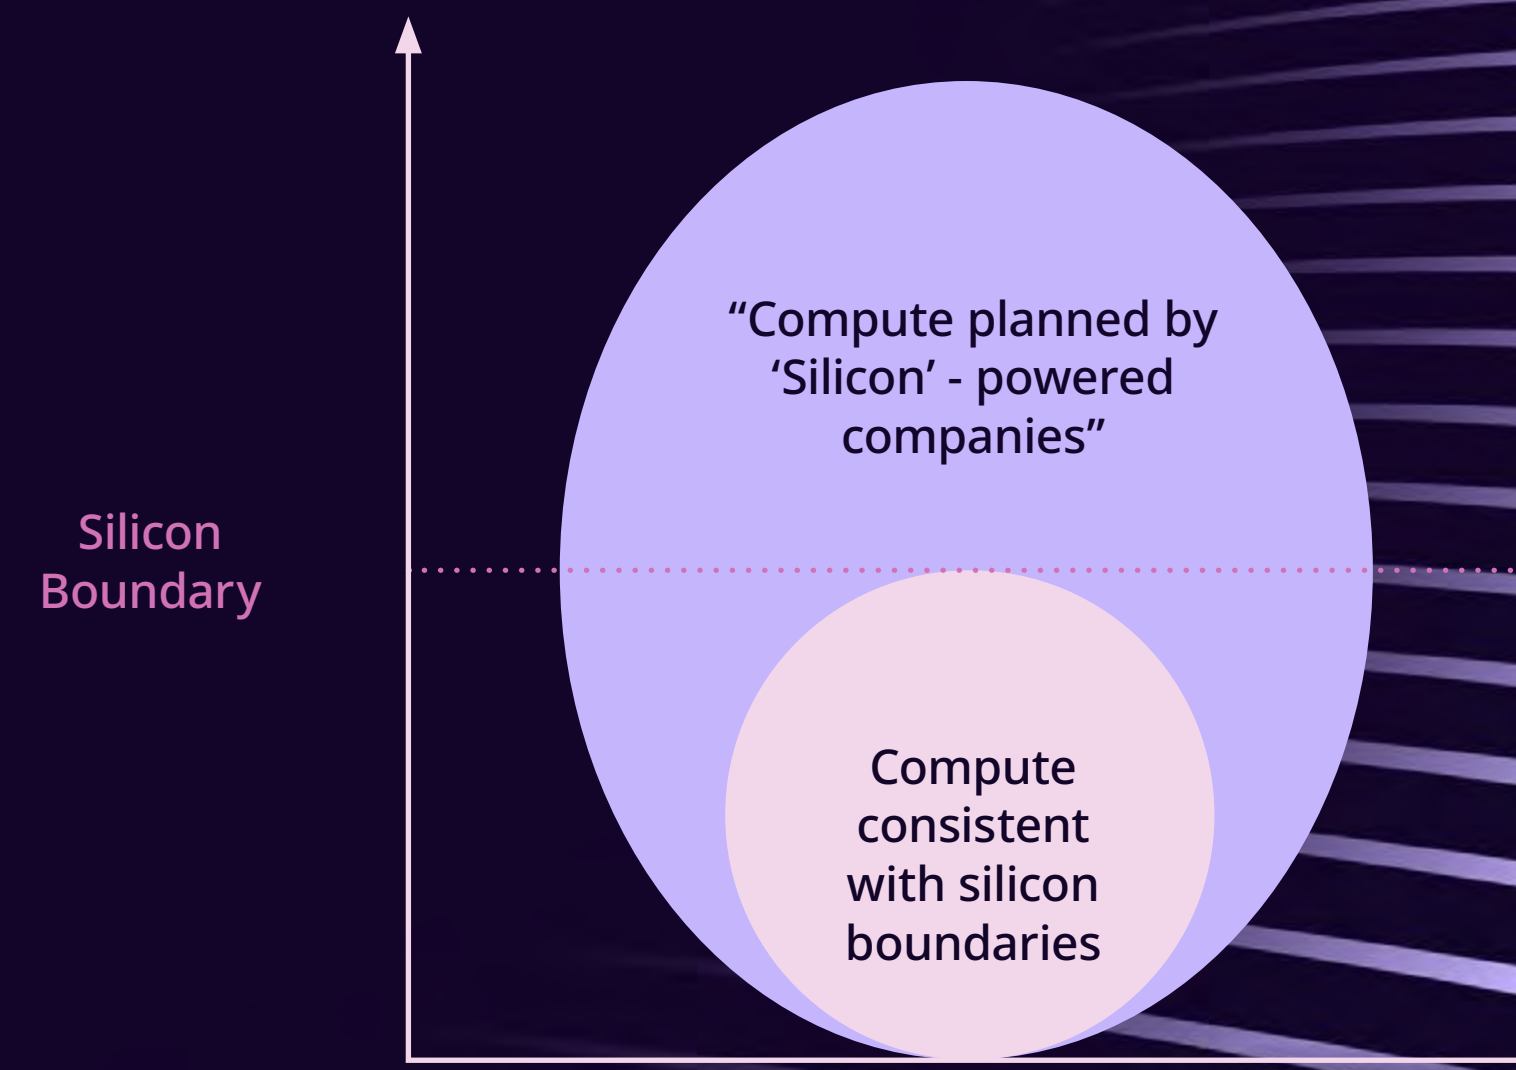 “Compute planned by
‘Silicon’ - powered
companies”
Silicon
Boundary
Compute
consistent
with silicon
boundaries